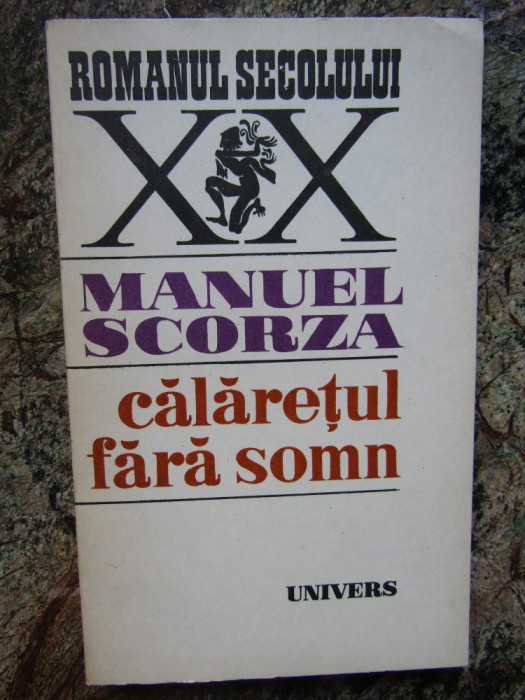 ROMANUL SECOLULUI
XX
MANUEL
SCORZA
călărețul
fără somn
UNIVERS